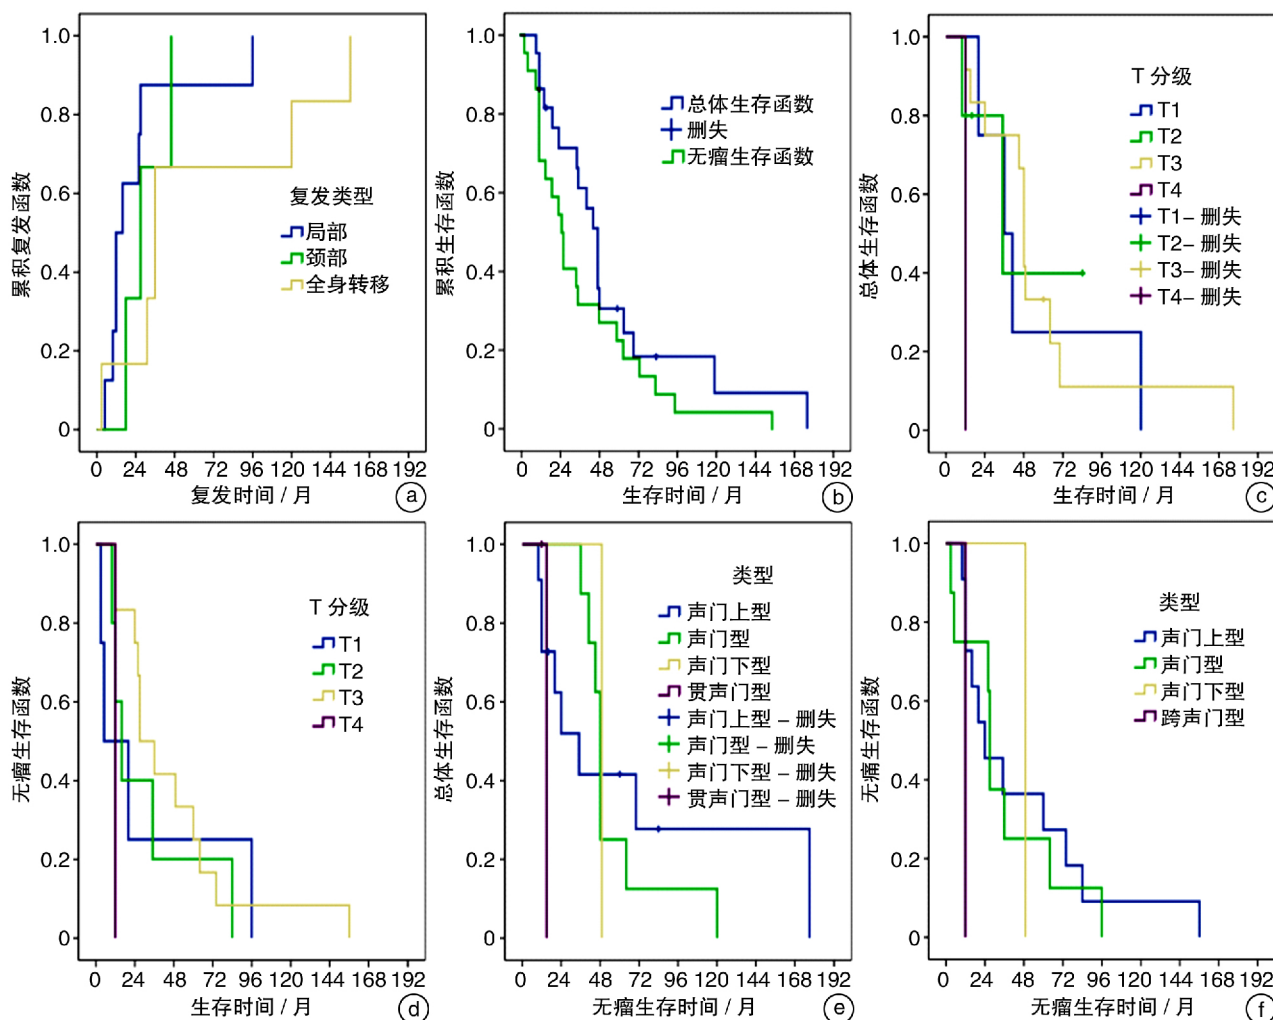 1.0
0.8
0.6
0.4
0.2
0
累积复发函数
复发类型
局部
颈部
全身转移
0 24 48 72 96 120 144 168 192
复发时间 / 月
a
1.0
0.8
0.6
0.4
0.2
0
累积生存函数
总体生存函数
删失
无瘤生存函数
0 24 48 72 96 120 144 168 192
生存时间 / 月
b
1.0
0.8
0.6
0.4
0.2
0
总体生存函数
T 分级
T1
T2
T3
T4
T1- 删失
T2- 删失
T3- 删失
T4- 删失
0 24 48 72 96 120 144 168 192
生存时间 / 月
c
1.0
0.8
0.6
0.4
0.2
0
无瘤生存函数
T 分级
T1
T2
T3
T4
0 24 48 72 96 120 144 168 192
生存时间 / 月
d
1.0
0.8
0.6
0.4
0.2
0
总体生存函数
类型
声门上型
声门型
声门下型
贯声门型
声门上型 - 删失
声门型 - 删失
声门下型 - 删失
贯声门型 - 删失
0 24 48 72 96 120 144 168 192
无瘤生存时间 / 月
e
1.0
0.8
0.6
0.4
0.2
0
无痛生存函数
类型
声门上型
声门型
声门下型
跨声门型
0 24 48 72 96 120 144 168 192
无瘤生存时间 / 月
f